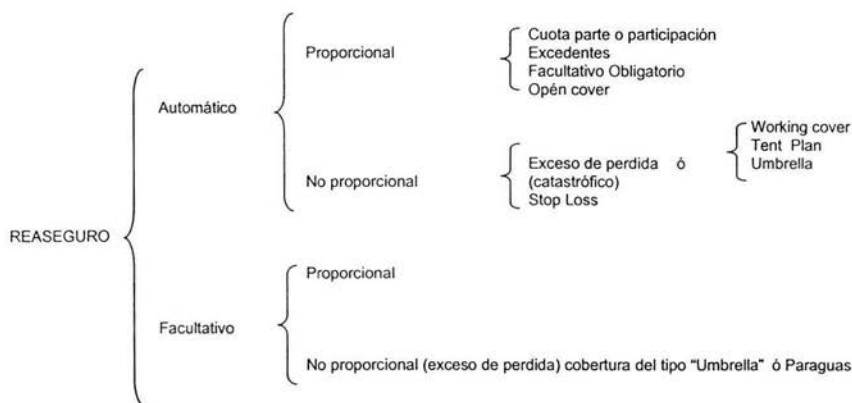 Proporcional
Cuota parte o participación
Excedentes
Facultativo Obligatorio
Opén cover
Automático
No proporcional
Exceso de perdida ó
(catastrófico)
Stop Loss
Working cover
Tent Plan
Umbrella
REASEGURO
Facultativo
Proporcional
No proporcional (exceso de perdida) cobertura del tipo "Umbrella" ó Paraguas